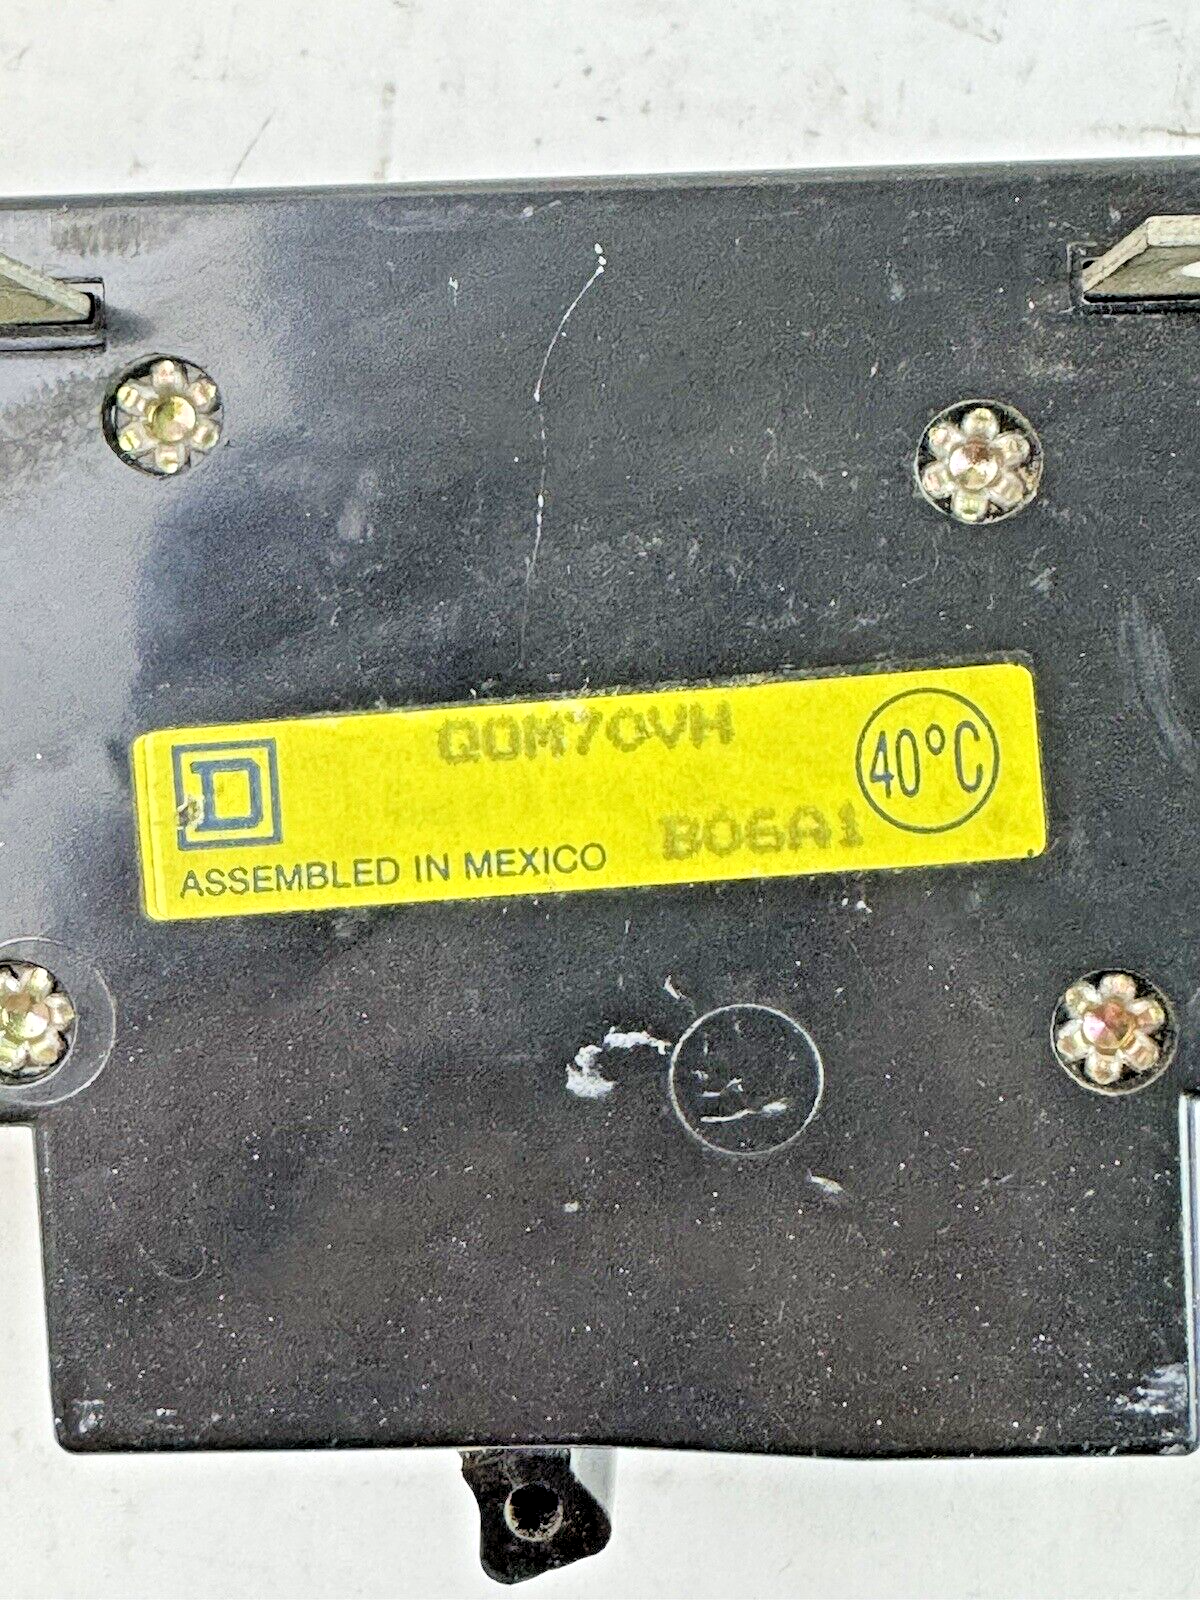 QOM70VH
40°C
D
B06A1
ASSEMBLED IN MEXICO